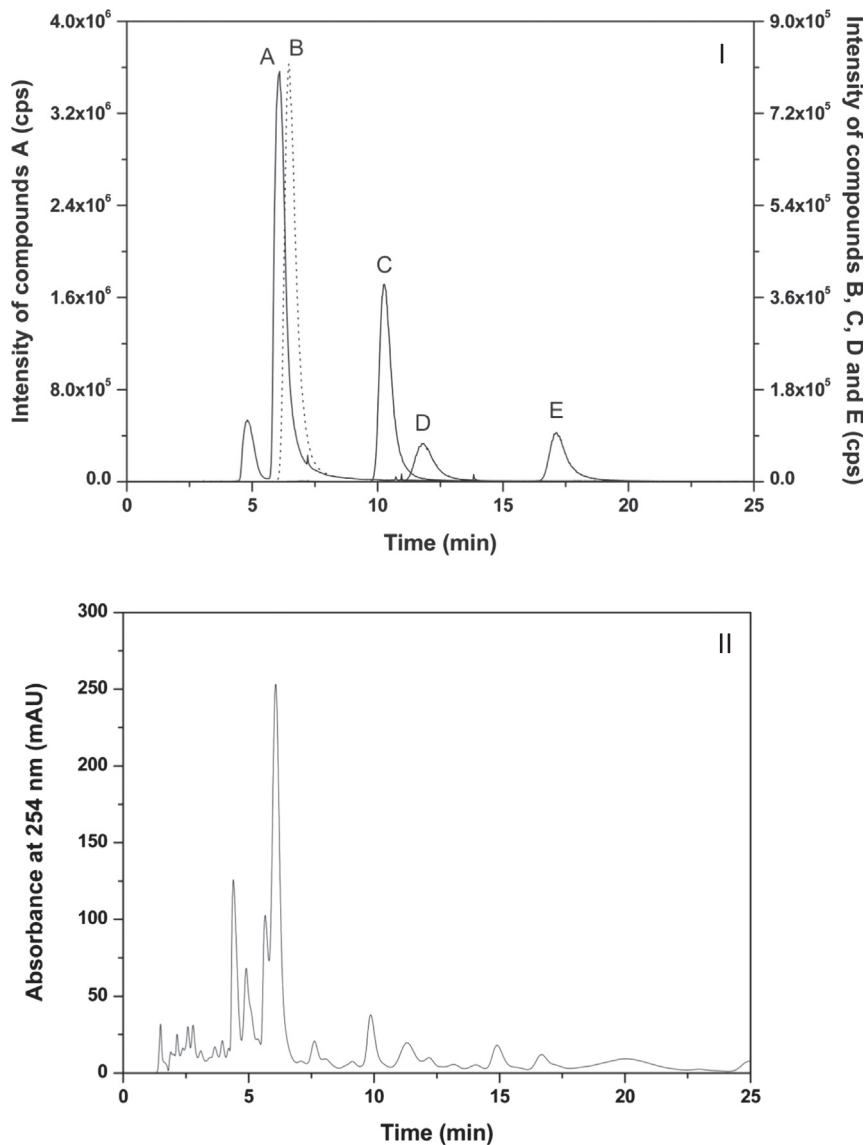 I
Intensity of compounds A (cps)
4.0x10⁶
3.2x10⁶
2.4x10⁶
1.6x10⁶
8.0x10⁵
0.0
A
B
C
D
E
9.0x10⁵
7.2x10⁵
5.4x10⁵
3.6x10⁵
1.8x10⁵
0.0
Intensity of compounds B, C, D and E (cps)
0 5 10 15 20 25
Time (min)
II
Absorbance at 254 nm (mAU)
300
250
200
150
100
50
0
0 5 10 15 20 25
Time (min)